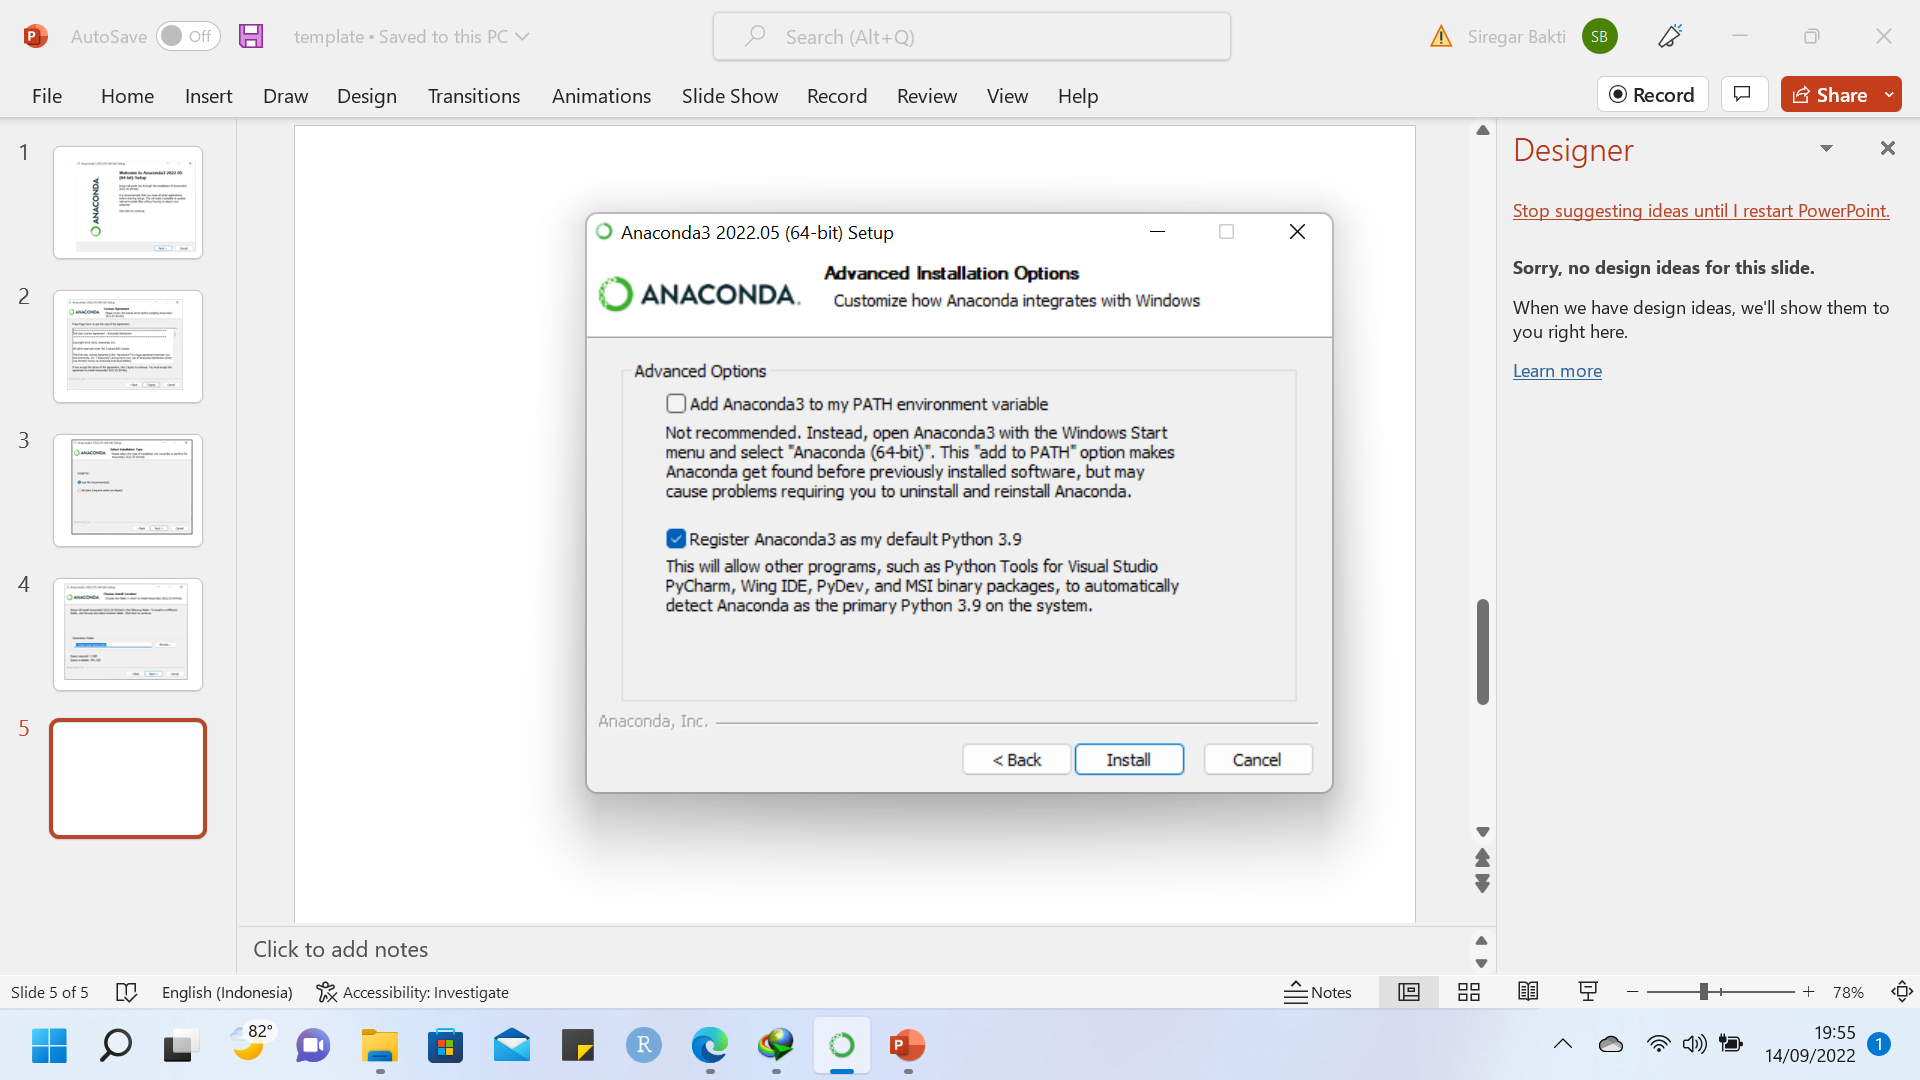 AutoSave Off template • Saved to this PC Search (Alt+Q) Siregar Bakti SB
File Home Insert Draw Design Transitions Animations Slide Show Record Review View Help Record Share
1
2
3
4
5
Anaconda3 2022.05 (64-bit) Setup
ANACONDA.
Advanced Installation Options
Customize how Anaconda integrates with Windows
Advanced Options
Add Anaconda3 to my PATH environment variable
Not recommended. Instead, open Anaconda3 with the Windows Start
menu and select "Anaconda (64-bit)". This "add to PATH" option makes
Anaconda get found before previously installed software, but may
cause problems requiring you to uninstall and reinstall Anaconda.
Register Anaconda3 as my default Python 3.9
This will allow other programs, such as Python Tools for Visual Studio
PyCharm, Wing IDE, PyDev, and MSI binary packages, to automatically
detect Anaconda as the primary Python 3.9 on the system.
Anaconda, Inc.
< Back Install Cancel
Designer
Stop suggesting ideas until I restart PowerPoint.
Sorry, no design ideas for this slide.
When we have design ideas, we'll show them to
you right here.
Learn more
Click to add notes
Slide 5 of 5 English (Indonesia) Accessibility: Investigate Notes 78%
82°
19:55
14/09/2022
1